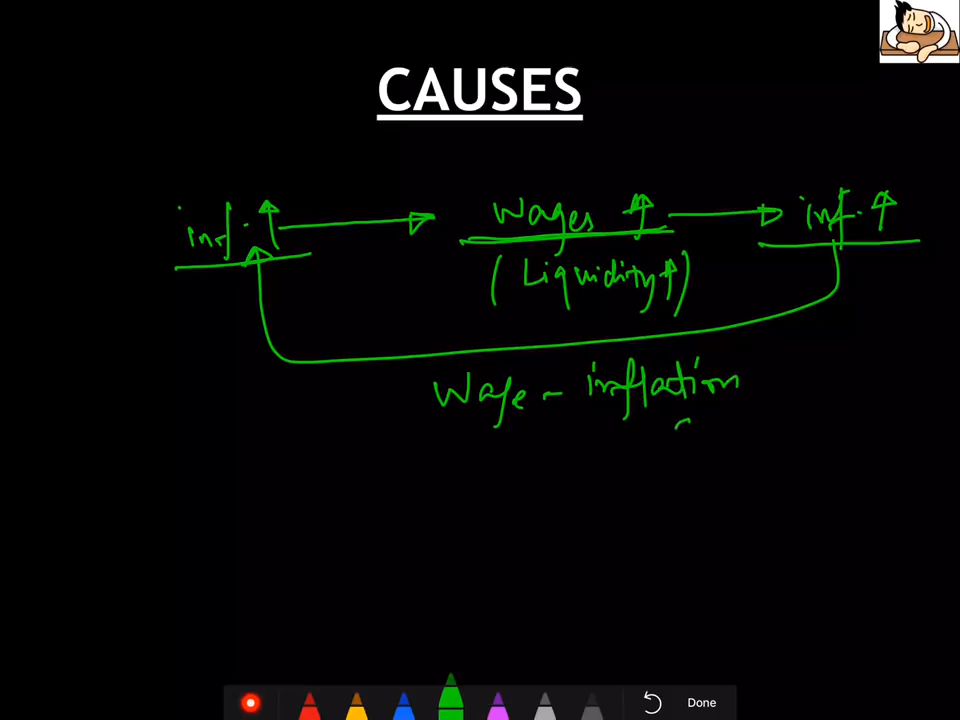 CAUSES
inf. ↑ → wages ↑ → inf. ↑
(Liquidity ↑)
wage - inflation
Done